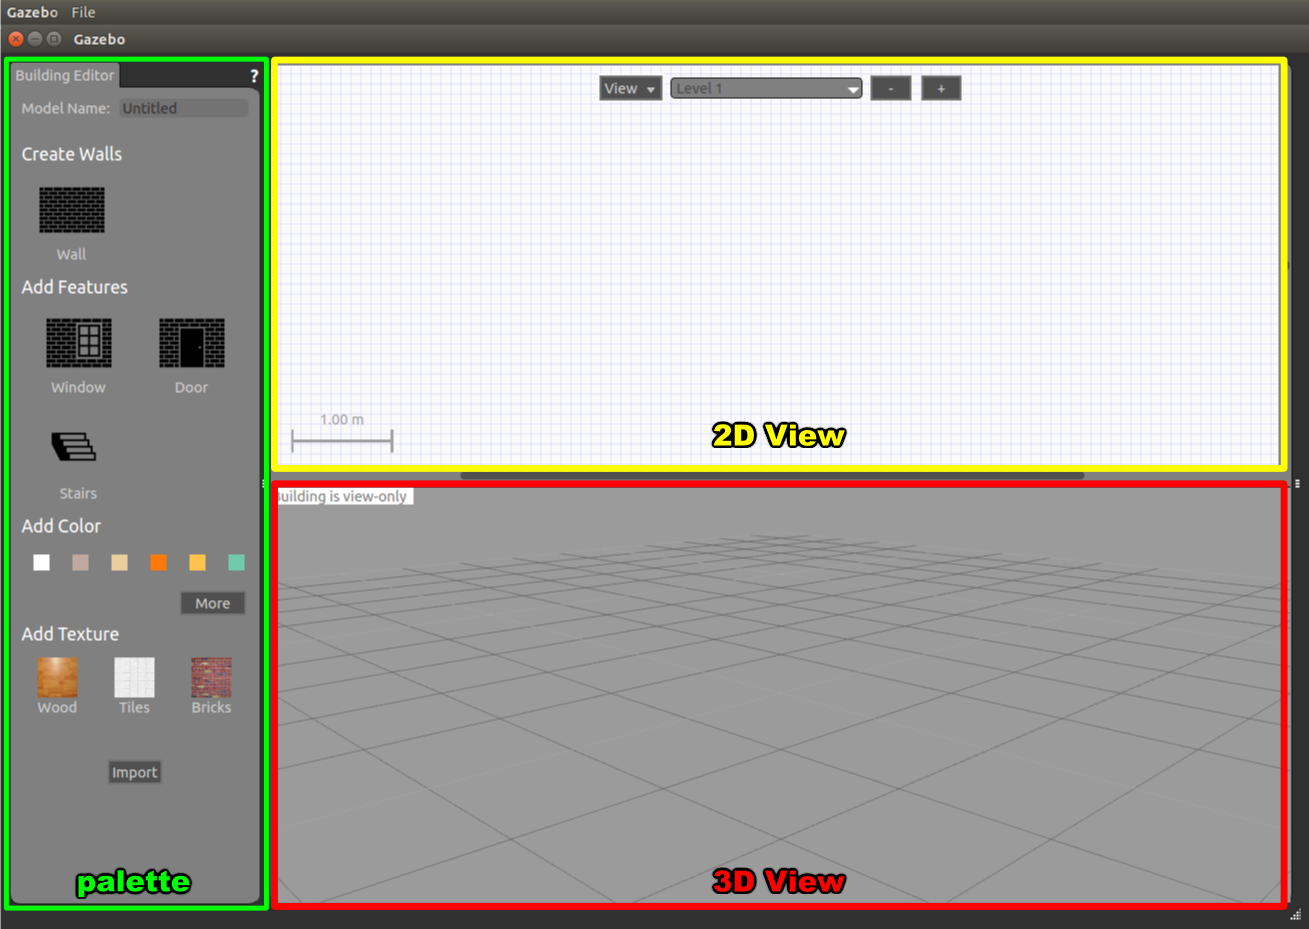 Gazebo File
Gazebo
Building Editor ?
Model Name: Untitled
Create Walls
Wall
Add Features
Window Door
Stairs
Add Color
More
Add Texture
Wood Tiles Bricks
Import
palette
View Level 1 - +
1.00 m
2D View
Building is view-only
3D View